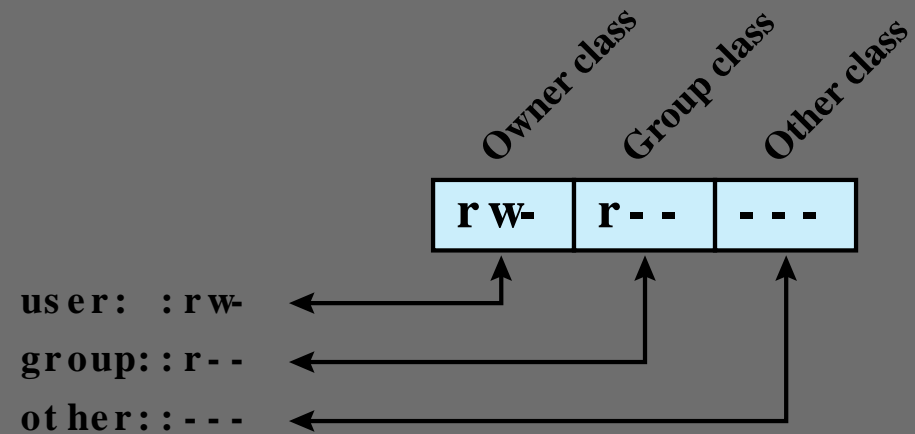 Owner class
Group class
Other class
rw- r-- ---
user: :rw-
group::r--
other::---